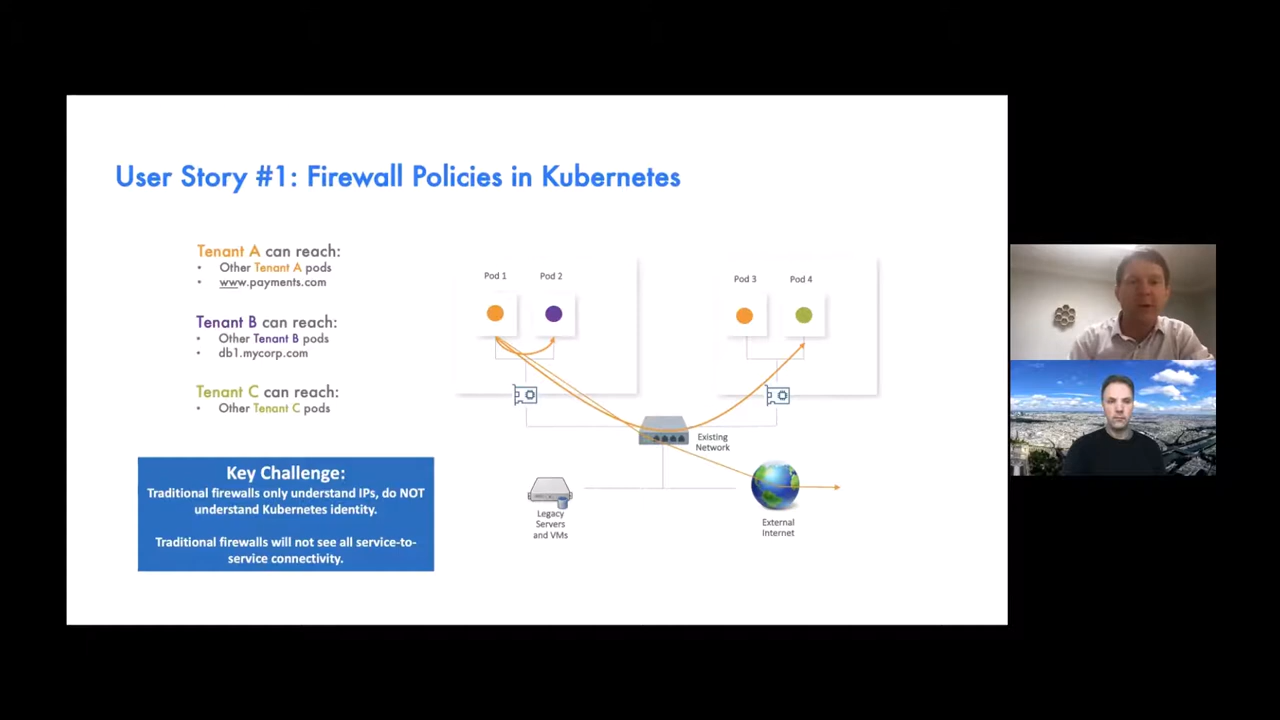 User Story #1: Firewall Policies in Kubernetes
Tenant A can reach:
• Other Tenant A pods
• www.payments.com
Tenant B can reach:
• Other Tenant B pods
• db1.mycorp.com
Tenant C can reach:
• Other Tenant C pods
Key Challenge:
Traditional firewalls only understand IPs, do NOT
understand Kubernetes identity.
Traditional firewalls will not see all service-to-
service connectivity.
Pod 1
Pod 2
Pod 3
Pod 4
Existing
Network
Legacy
Servers
and VMs
External
Internet